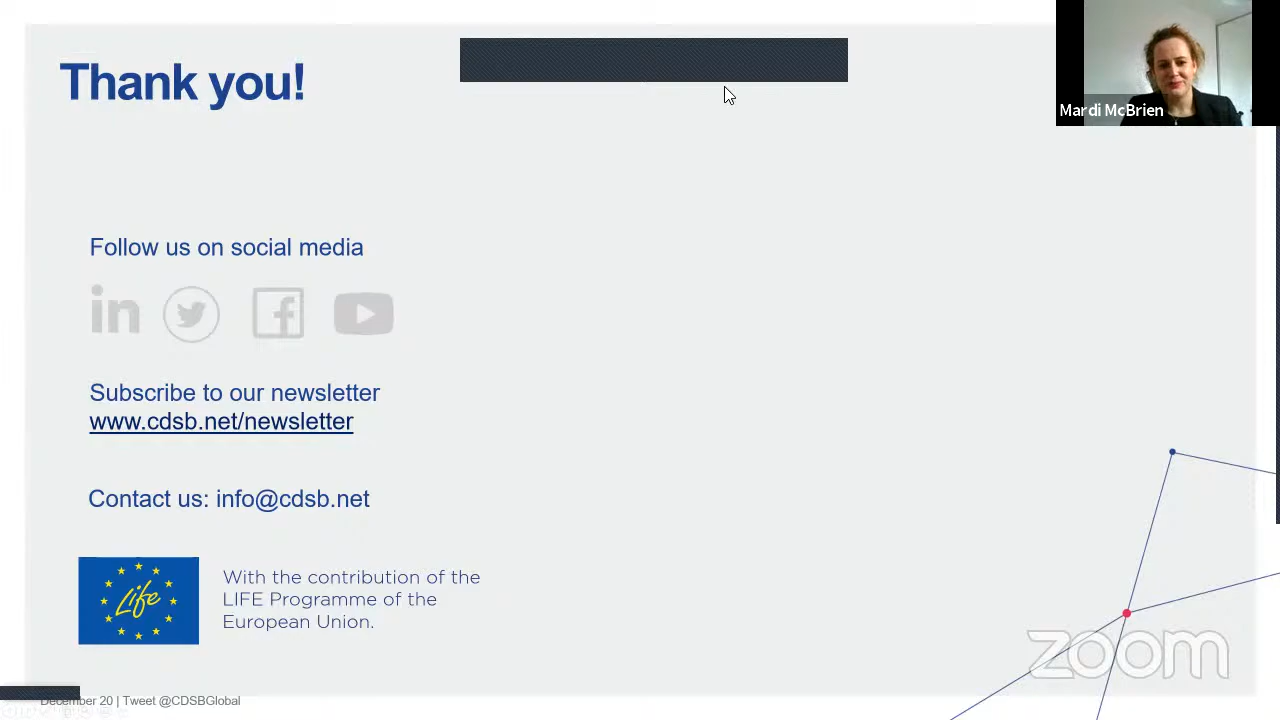 Thank you!
Mardi McBrien
Follow us on social media
in
f
Subscribe to our newsletter
www.cdsb.net/newsletter
Contact us: info@cdsb.net
Life
With the contribution of the
LIFE Programme of the
European Union.
zoom
December 20 | Tweet @CDSBGlobal